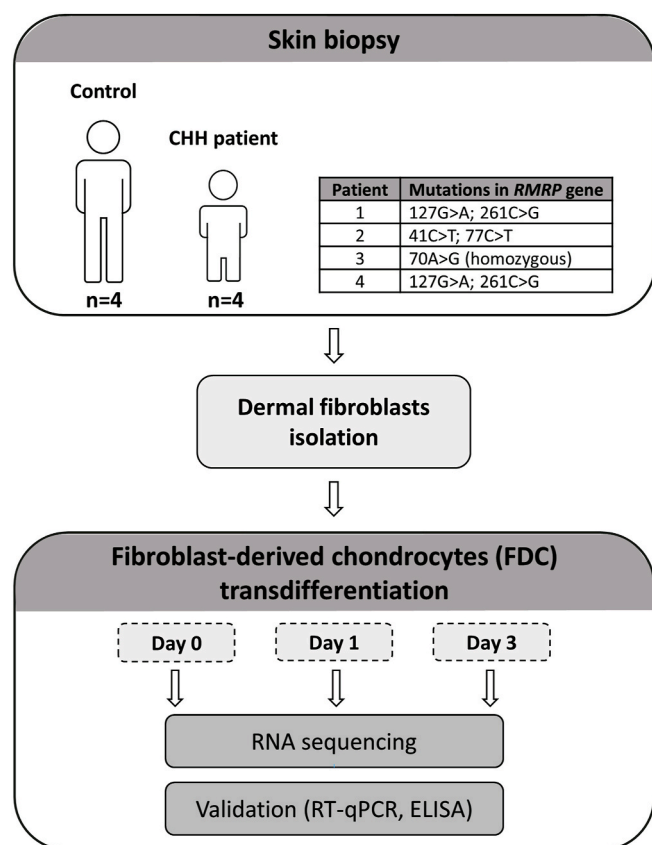 Skin biopsy
Control
CHH patient
n=4
n=4
Patient Mutations in RMRP gene
1 127G>A; 261C>G
2 41C>T; 77C>T
3 70A>G (homozygous)
4 127G>A; 261C>G
Dermal fibroblasts
isolation
Fibroblast-derived chondrocytes (FDC)
transdifferentiation
Day 0 Day 1 Day 3
RNA sequencing
Validation (RT-qPCR, ELISA)